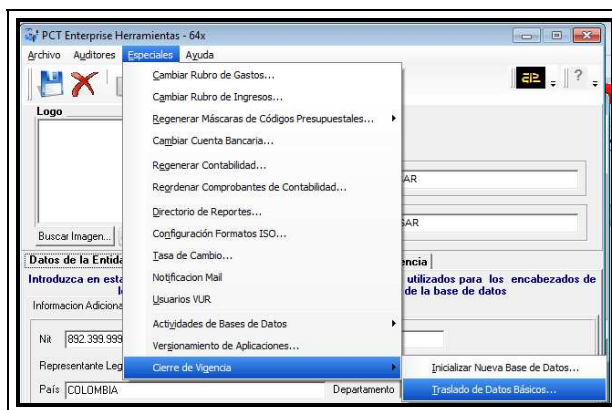 PCT Enterprise Herramientas - 64x
Archivo Auditores Especiales Ayuda
Cambiar Rubro de Gastos...
Cambiar Rubro de Ingresos...
Logo
Regenerar Máscaras de Códigos Presupuestales...
Cambiar Cuenta Bancaria...
Regenerar Contabilidad...
AR
Reordenar Comprobantes de Contabilidad...
Directorio de Reportes...
SAR
Buscar Imagen...
Configuración Formatos ISO...
Datos de la Entida
Tasa de Cambio...
encia
Introduzca en esta
Notificacion Mail
utilizados para los encabezados de
de la base de datos
Informacion Adiciona
Usuarios VUR
Actividades de Bases de Datos
Nit 892.399.999
Versionamiento de Aplicaciones...
Representante Leg
Cierre de Vigencia
Inicializar Nueva Base de Datos...
País COLOMBIA
Departamento
Traslado de Datos Básicos...